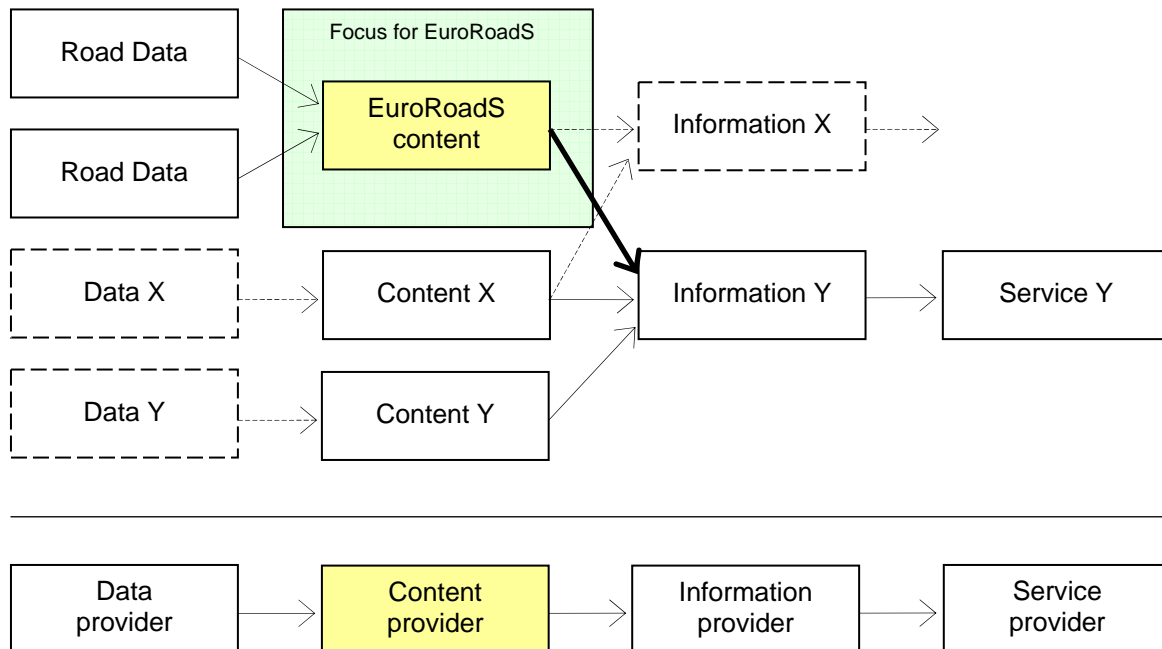 Focus for EuroRoadS
Road Data
EuroRoadS
content
Information X
Road Data
Data X
Content X
Information Y
Service Y
Data Y
Content Y
Data
provider
Content
provider
Information
provider
Service
provider